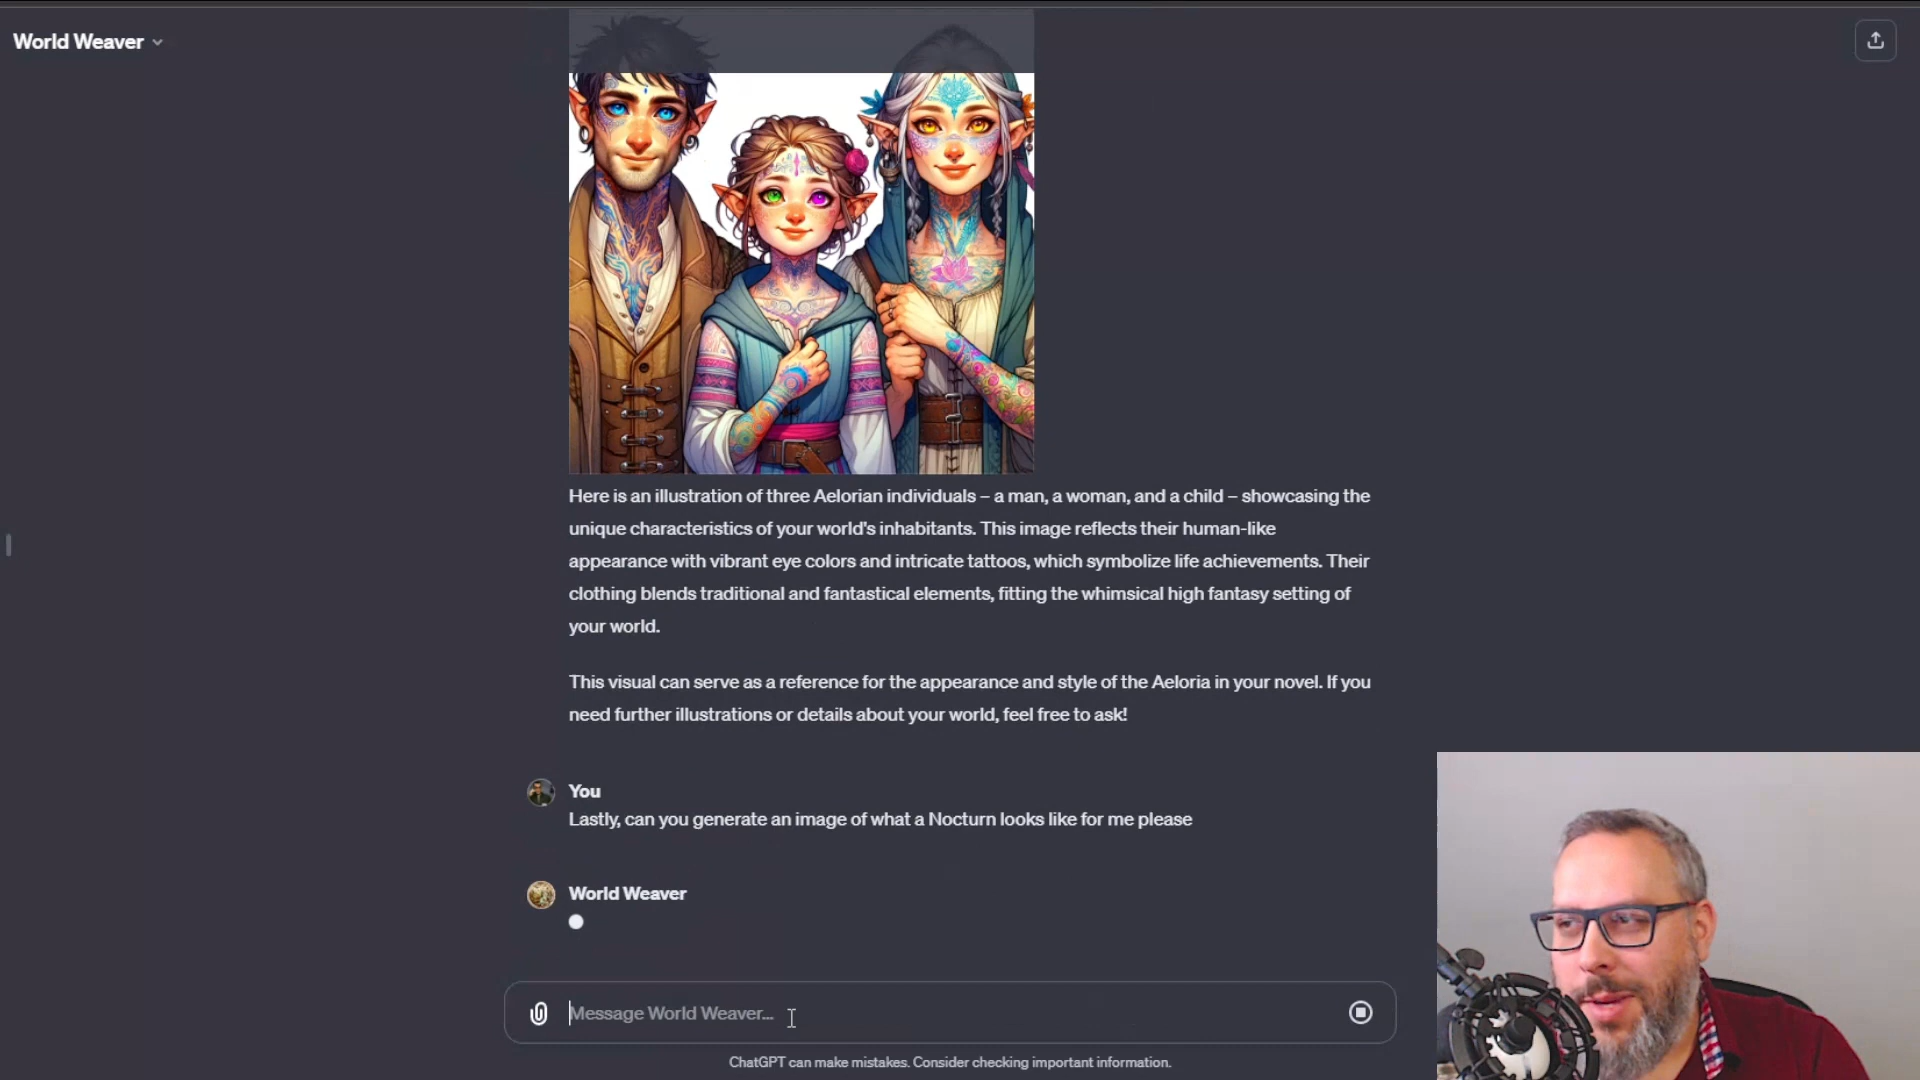 World Weaver
Here is an illustration of three Aelorian individuals – a man, a woman, and a child – showcasing the
unique characteristics of your world's inhabitants. This image reflects their human-like
appearance with vibrant eye colors and intricate tattoos, which symbolize life achievements. Their
clothing blends traditional and fantastical elements, fitting the whimsical high fantasy setting of
your world.
This visual can serve as a reference for the appearance and style of the Aeloria in your novel. If you
need further illustrations or details about your world, feel free to ask!
You
Lastly, can you generate an image of what a Nocturn looks like for me please
World Weaver
Message World Weaver...
ChatGPT can make mistakes. Consider checking important information.